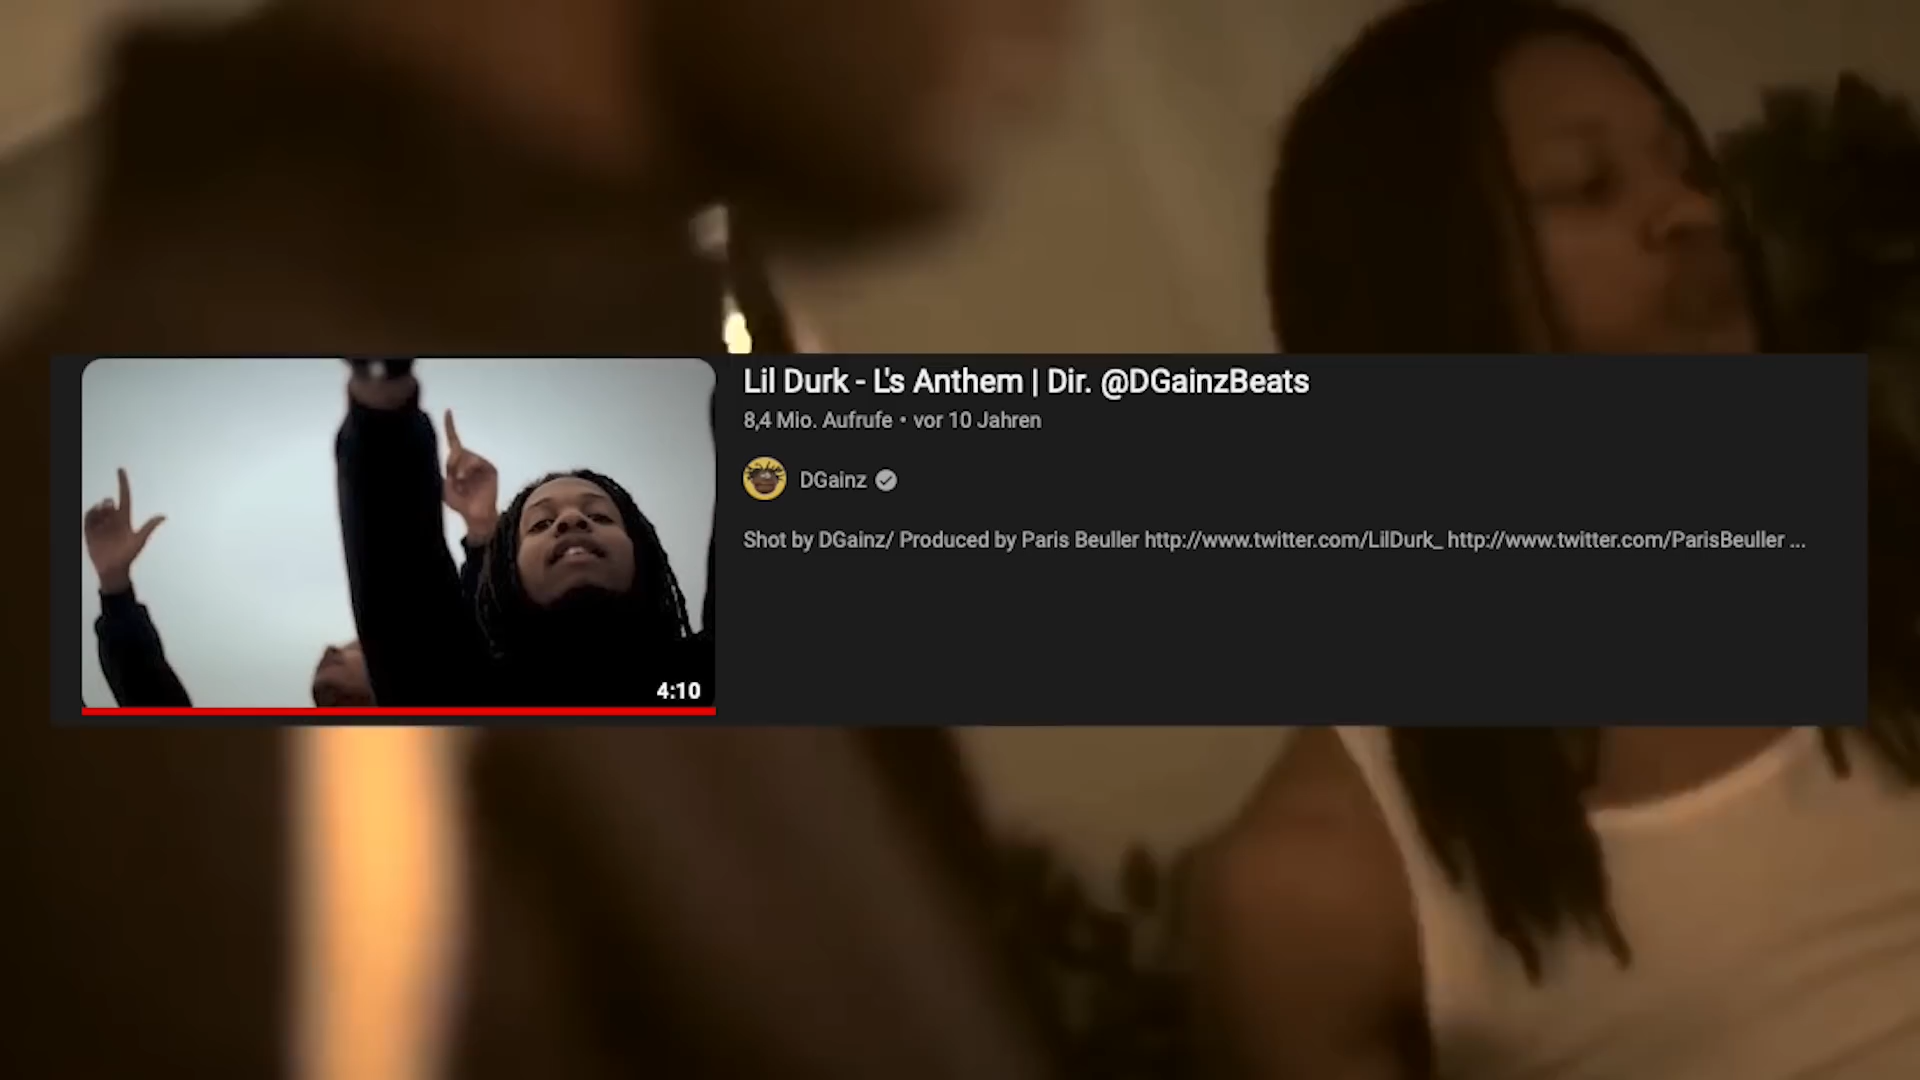 Lil Durk - L's Anthem | Dir. @DGainzBeats
8,4 Mio. Aufrufe • vor 10 Jahren
DGainz
Shot by DGainz/ Produced by Paris Beuller http://www.twitter.com/LilDurk_ http://www.twitter.com/ParisBeuller ...
4:10